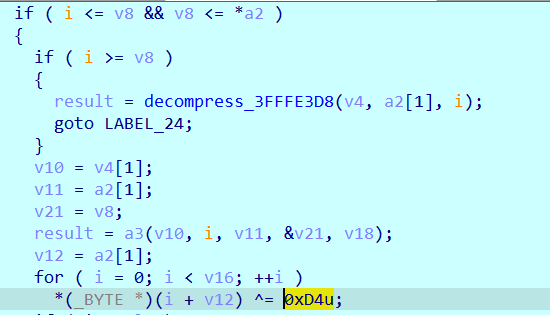 if ( i <= v8 && v8 <= *a2 )
{
if ( i >= v8 )
{
result = decompress_3FFFE3D8(v4, a2[1], i);
goto LABEL_24;
}
v10 = v4[1];
v11 = a2[1];
v21 = v8;
result = a3(v10, i, v11, &v21, v18);
v12 = a2[1];
for ( i = 0; i < v16; ++i )
*(_BYTE *)(i + v12) ^= 0xD4u;